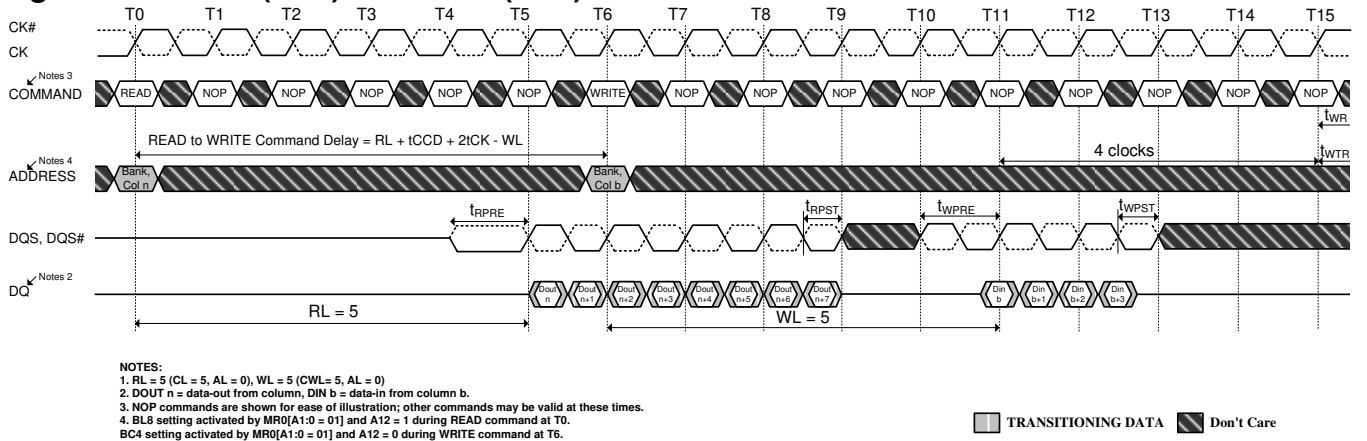 T0 T1 T2 T3 T4 T5 T6 T7 T8 T9 T10 T11 T12 T13 T14 T15
CK#
CK
Notes 3
COMMAND READ NOP NOP NOP NOP NOP WRITE NOP NOP NOP NOP NOP NOP NOP NOP NOP
tWR
READ to WRITE Command Delay = RL + tCCD + 2tCK - WL
4 clocks
tWTR
Notes 4
ADDRESS
Bank, Col n
Bank, Col b
tRPRE tRPST tWPRE tWPST
DQS, DQS#
Notes 2
DQ
Dout n
Dout n+1
Dout n+2
Dout n+3
Dout n+4
Dout n+5
Dout n+6
Dout n+7
Din b
Din b+1
Din b+2
Din b+3
RL = 5
WL = 5
NOTES:
1. RL = 5 (CL = 5, AL = 0), WL = 5 (CWL= 5, AL = 0)
2. DOUT n = data-out from column, DIN b = data-in from column b.
3. NOP commands are shown for ease of illustration; other commands may be valid at these times.
4. BL8 setting activated by MR0[A1:0 = 01] and A12 = 1 during READ command at T0.
BC4 setting activated by MR0[A1:0 = 01] and A12 = 0 during WRITE command at T6.
TRANSITIONING DATA
Don't Care